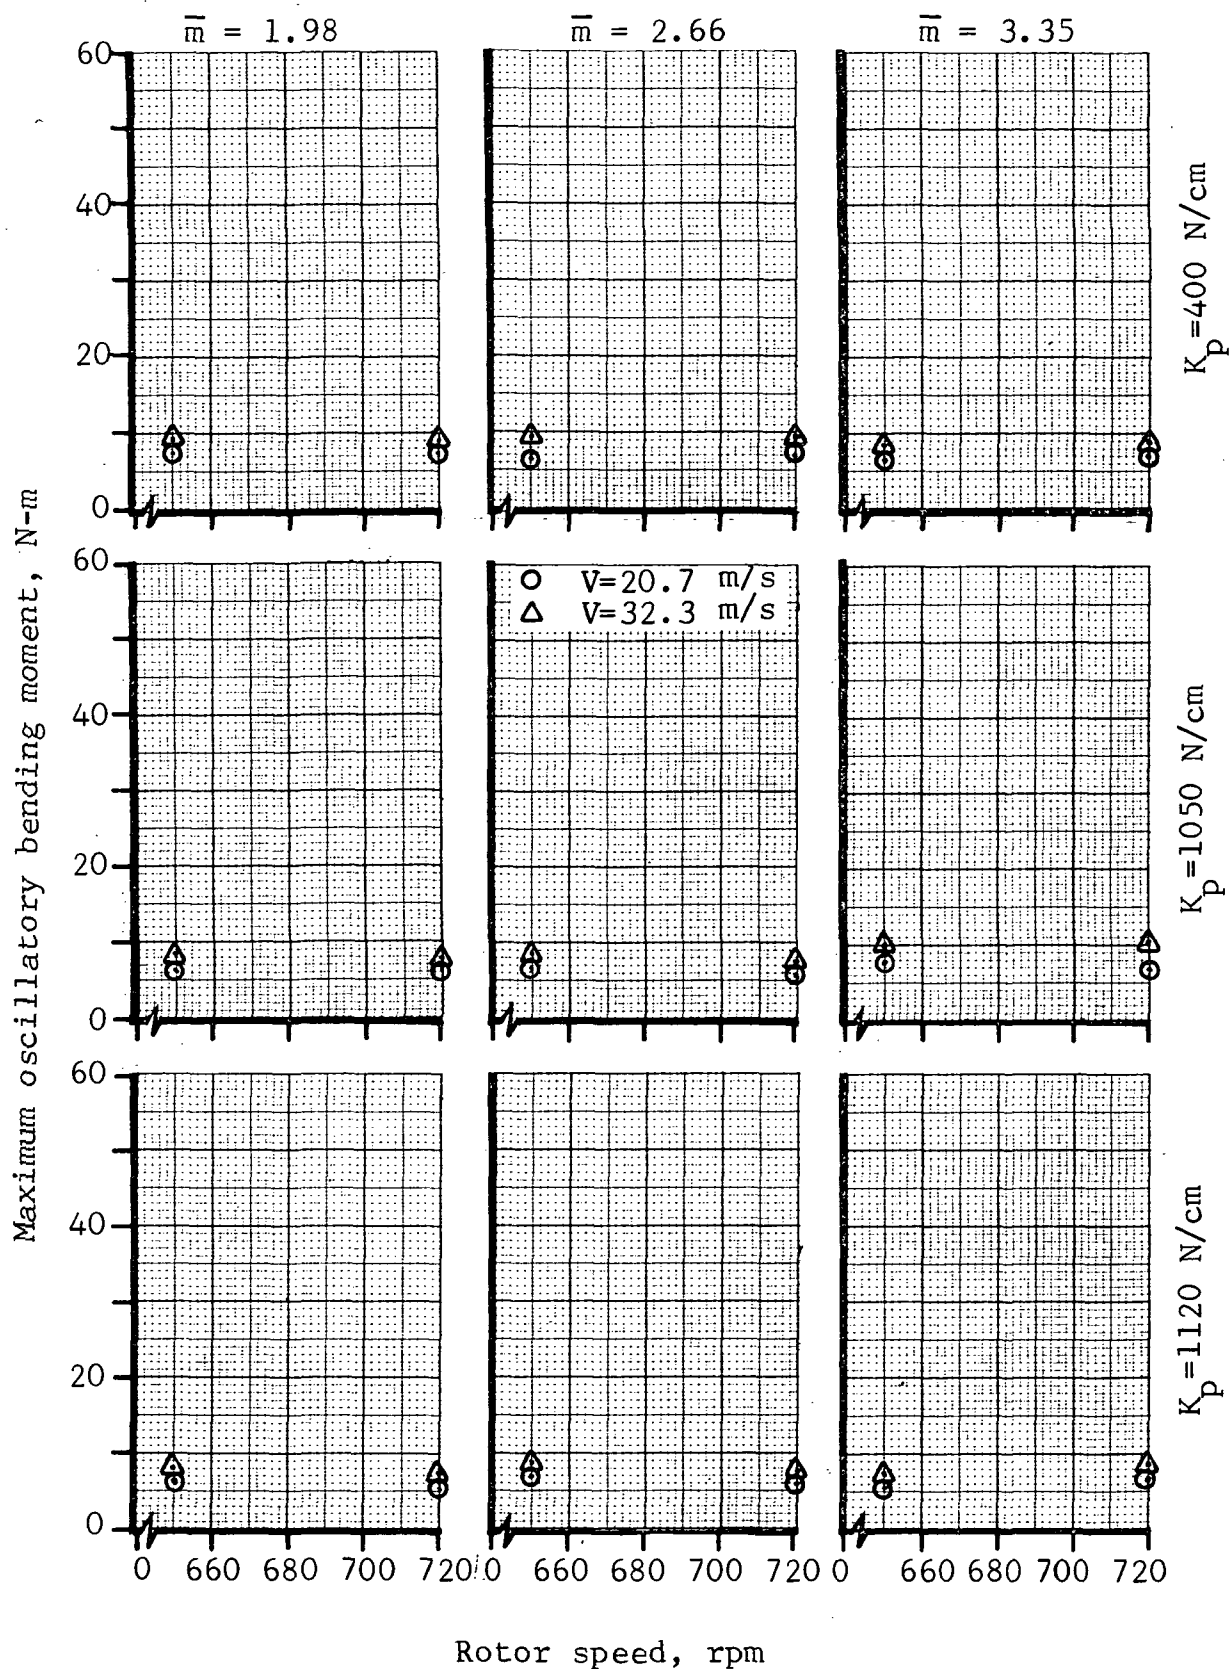 m̅ = 1.98
m̅ = 2.66
m̅ = 3.35
60
40
20
0
K_p=400 N/cm
Maximum oscillatory bending moment, N-m
60
40
20
0
○ V=20.7 m/s
△ V=32.3 m/s
K_p=1050 N/cm
60
40
20
0
K_p=1120 N/cm
0 660 680 700 720
0 660 680 700 720
0 660 680 700 720
Rotor speed, rpm